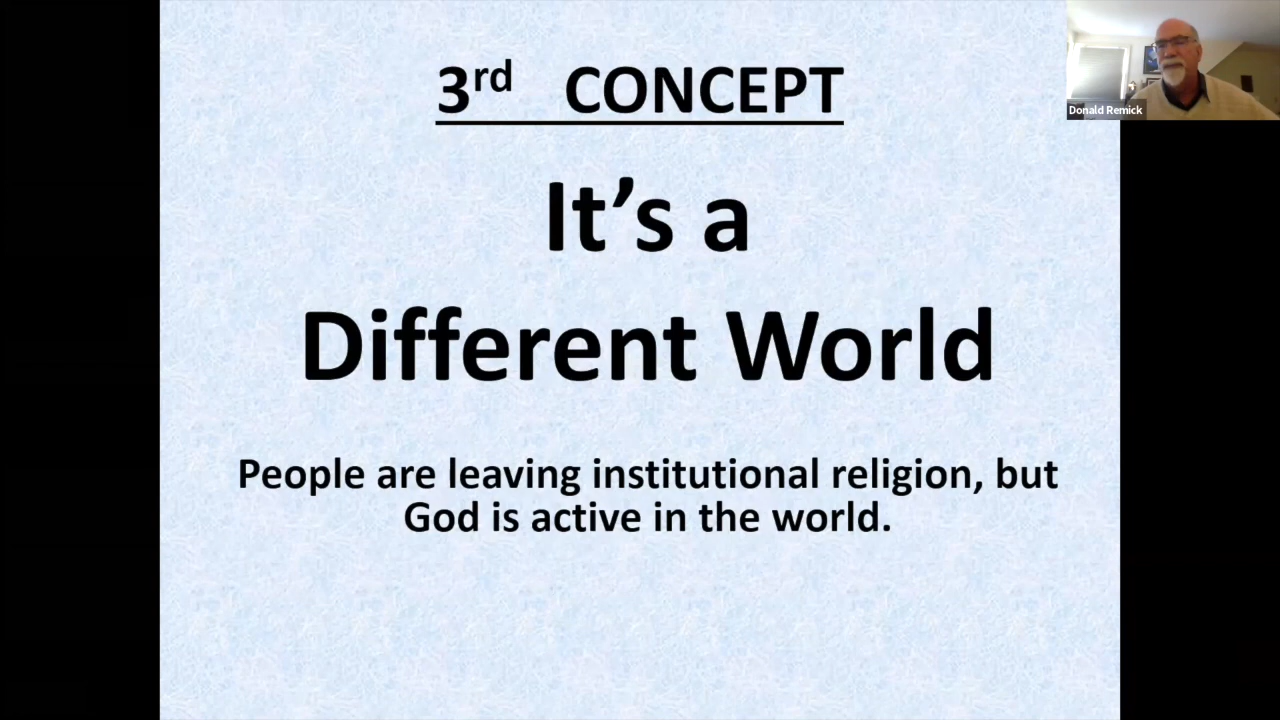 3rd CONCEPT
It’s a
Different World
People are leaving institutional religion, but
God is active in the world.
Donald Remick